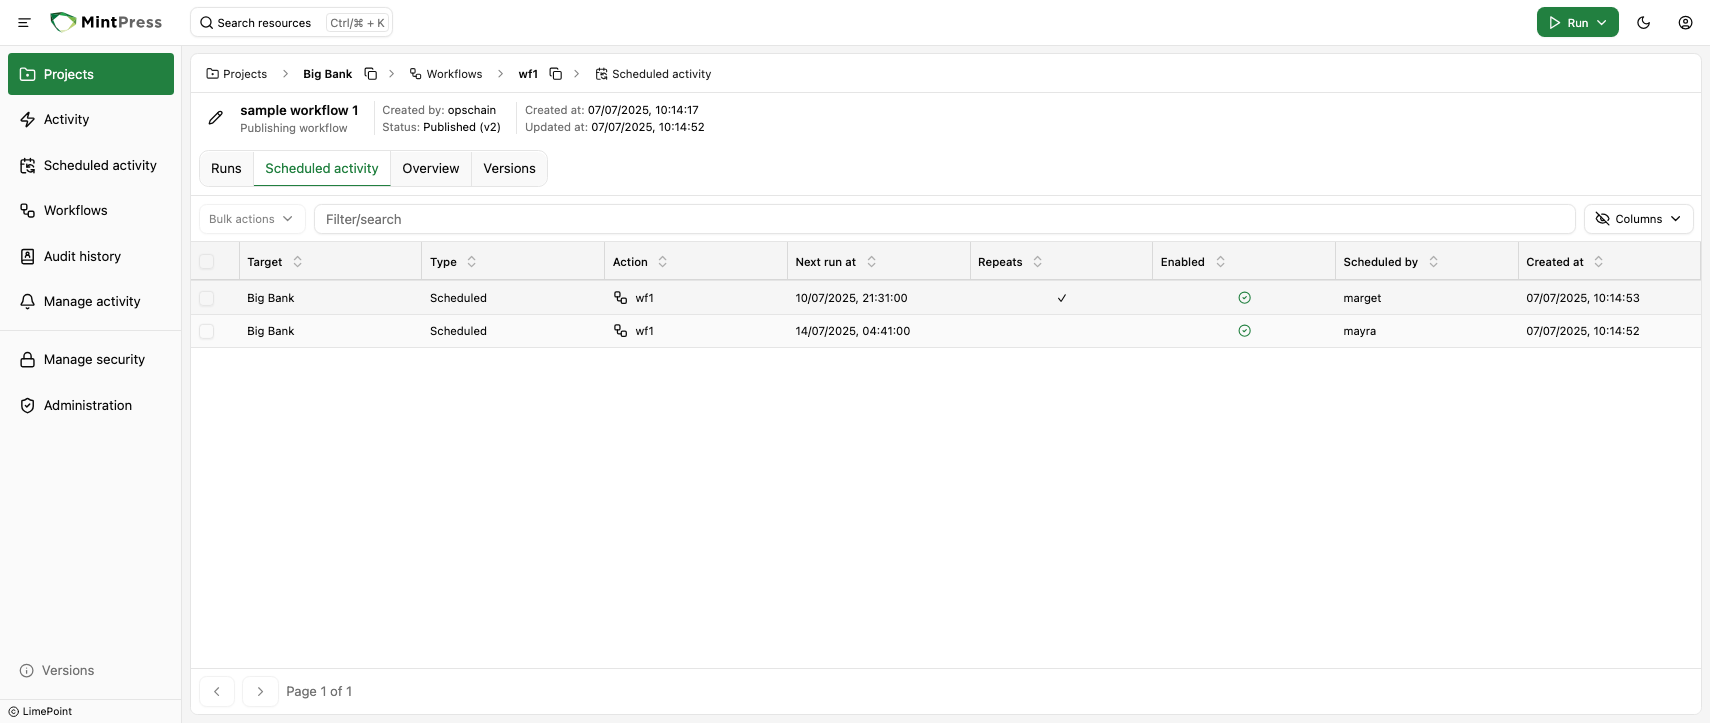 MintPress
Search resources Ctrl/⌘ + K
Run
Projects
Activity
Scheduled activity
Workflows
Audit history
Manage activity
Manage security
Administration
Versions
© LimePoint
Projects > Big Bank > Workflows > wf1 > Scheduled activity
sample workflow 1
Publishing workflow
Created by: opschain
Status: Published (v2)
Created at: 07/07/2025, 10:14:17
Updated at: 07/07/2025, 10:14:52
Runs Scheduled activity Overview Versions
Bulk actions Filter/search Columns
Target Type Action Next run at Repeats Enabled Scheduled by Created at
Big Bank Scheduled wf1 10/07/2025, 21:31:00 ✓ marget 07/07/2025, 10:14:53
Big Bank Scheduled wf1 14/07/2025, 04:41:00 mayra 07/07/2025, 10:14:52
Page 1 of 1